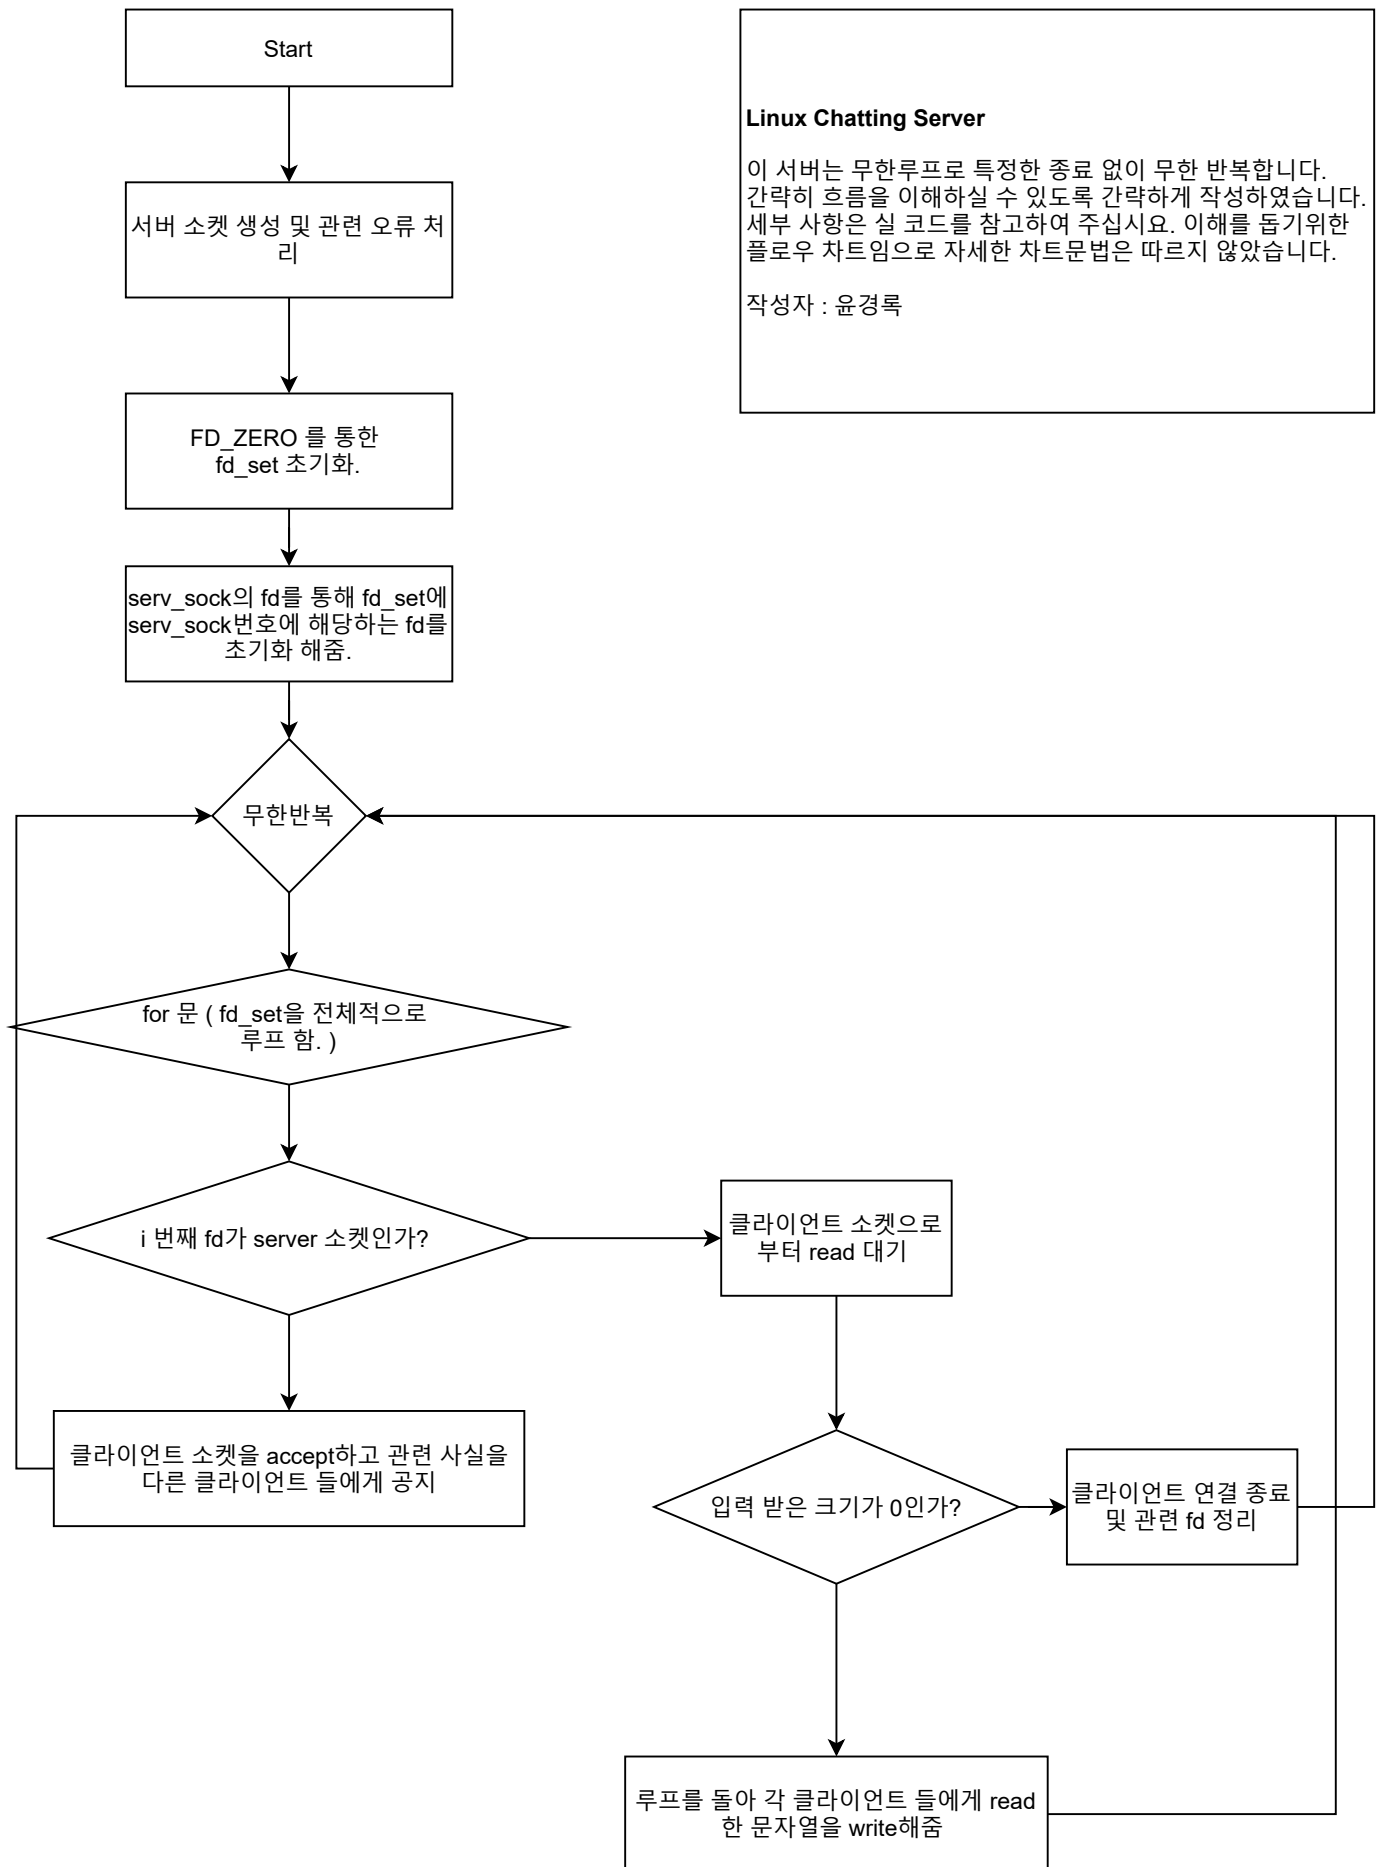 Start
Linux Chatting Server
이 서버는 무한루프로 특정한 종료 없이 무한 반복합니다.
간략히 흐름을 이해하실 수 있도록 간략하게 작성하였습니다.
세부 사항은 실 코드를 참고하여 주십시요. 이해를 돕기위한
플로우 차트임으로 자세한 차트문법은 따르지 않았습니다.
작성자 : 윤경록
서버 소켓 생성 및 관련 오류 처
리
FD_ZERO 를 통한
fd_set 초기화.
serv_sock의 fd를 통해 fd_set에
serv_sock번호에 해당하는 fd를
초기화 해줌.
무한반복
for 문 ( fd_set을 전체적으로
루프 함. )
i 번째 fd가 server 소켓인가?
클라이언트 소켓으로
부터 read 대기
클라이언트 소켓을 accept하고 관련 사실을
다른 클라이언트 들에게 공지
입력 받은 크기가 0인가?
클라이언트 연결 종료
및 관련 fd 정리
루프를 돌아 각 클라이언트 들에게 read
한 문자열을 write해줌